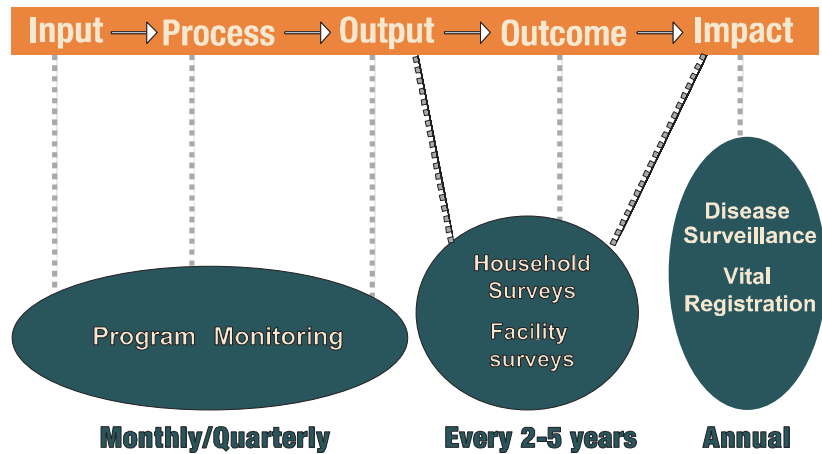 Input Process Output Outcome Impact
Program Monitoring
Household
Surveys
Facility
surveys
Disease
Surveillance
Vital
Registration
Monthly/Quarterly Every 2-5 years Annual